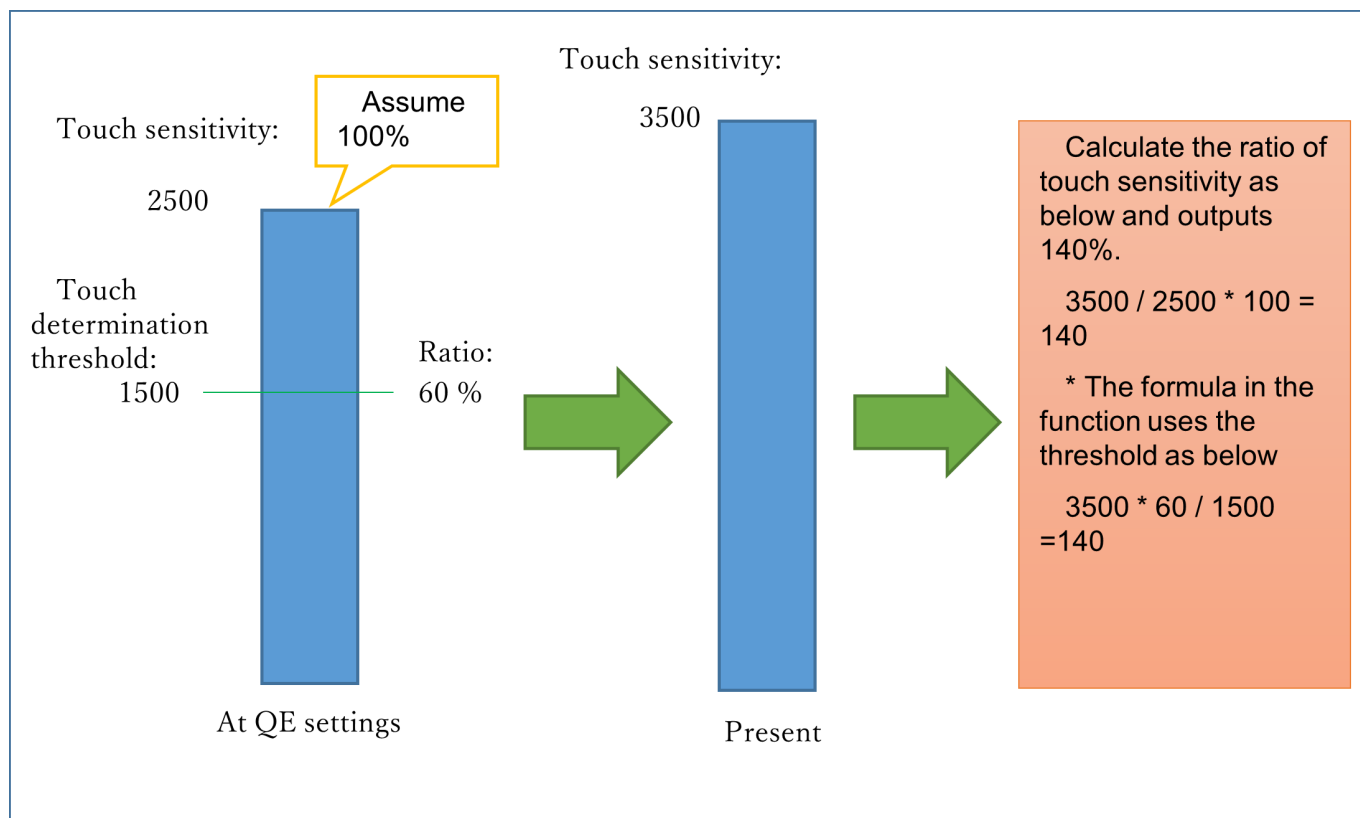 Touch sensitivity:
2500
Assume
100%
Touch
determination
threshold:
1500
Ratio:
60 %
At QE settings
Touch sensitivity:
3500
Present
Calculate the ratio of
touch sensitivity as
below and outputs
140%.
3500 / 2500 * 100 =
140
* The formula in the
function uses the
threshold as below
3500 * 60 / 1500
=140